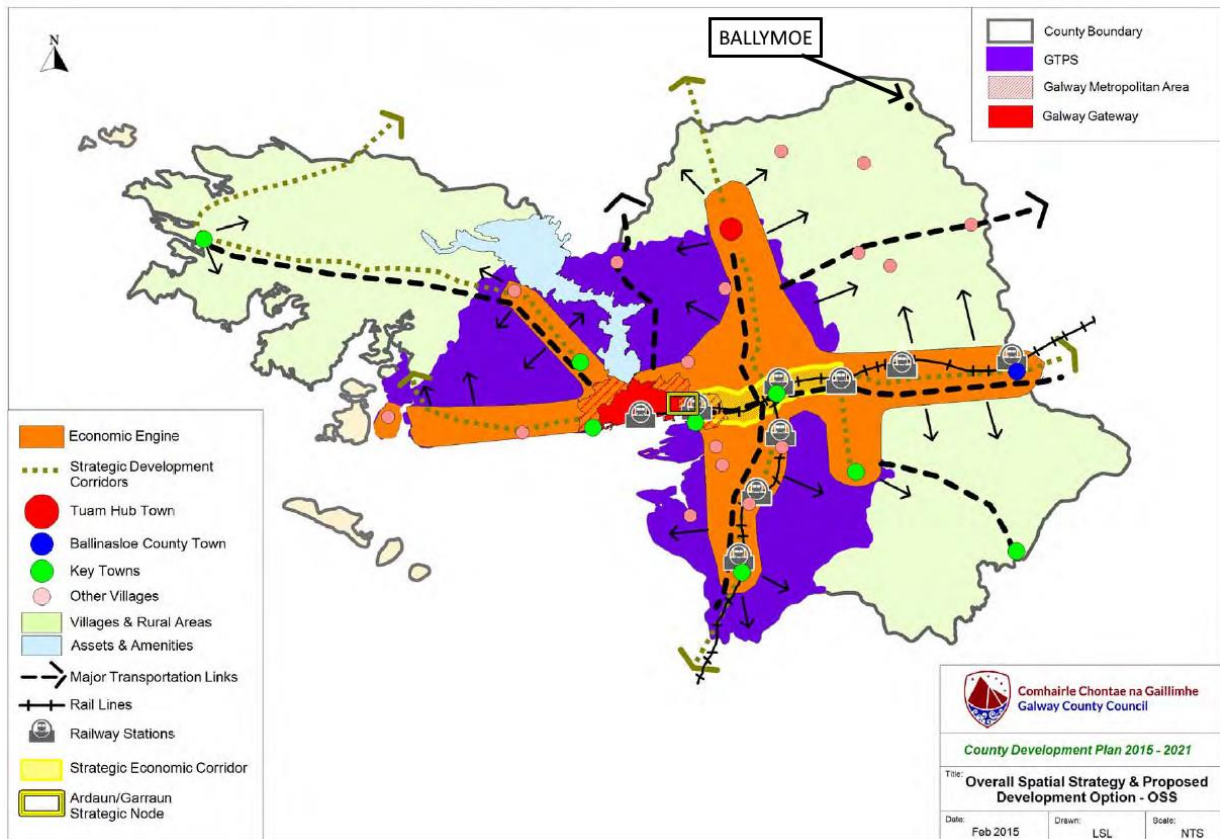 N
BALLYMOE
County Boundary
GTPS
Galway Metropolitan Area
Galway Gateway
Economic Engine
Strategic Development
Corridors
Tuam Hub Town
Ballinasloe County Town
Key Towns
Other Villages
Villages & Rural Areas
Assets & Amenities
Major Transportation Links
Rail Lines
Railway Stations
Strategic Economic Corridor
Ardaun/Garraun
Strategic Node
Comhairle Chontae na Gaillimhe
Galway County Council
County Development Plan 2015 - 2021
Title: Overall Spatial Strategy & Proposed
Development Option - OSS
Date: Feb 2015
Drawn: LSL
Scale: NTS